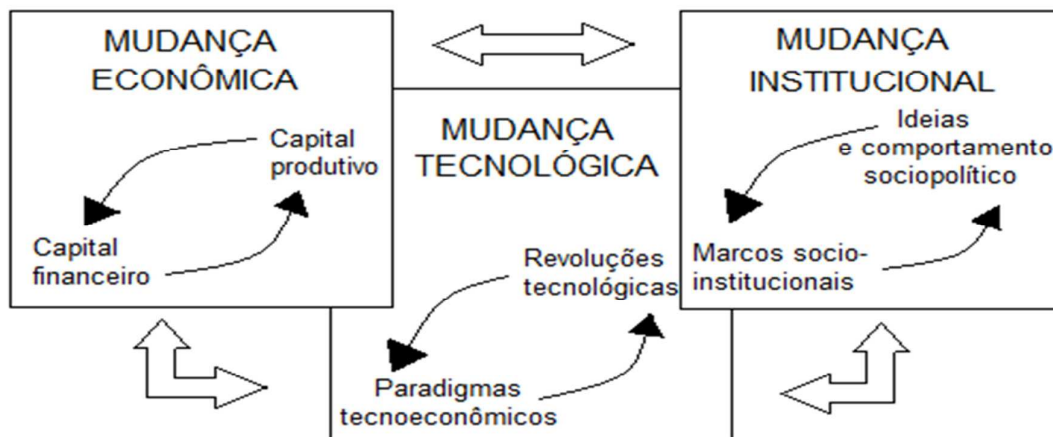 MUDANÇA
ECONÔMICA
Capital
produtivo
Capital
financeiro
MUDANÇA
TECNOLÓGICA
Revoluções
tecnológicas
Paradigmas
tecnoeconômicos
MUDANÇA
INSTITUCIONAL
Ideias
e comportamento
sociopolítico
Marcos socio-
institucionais